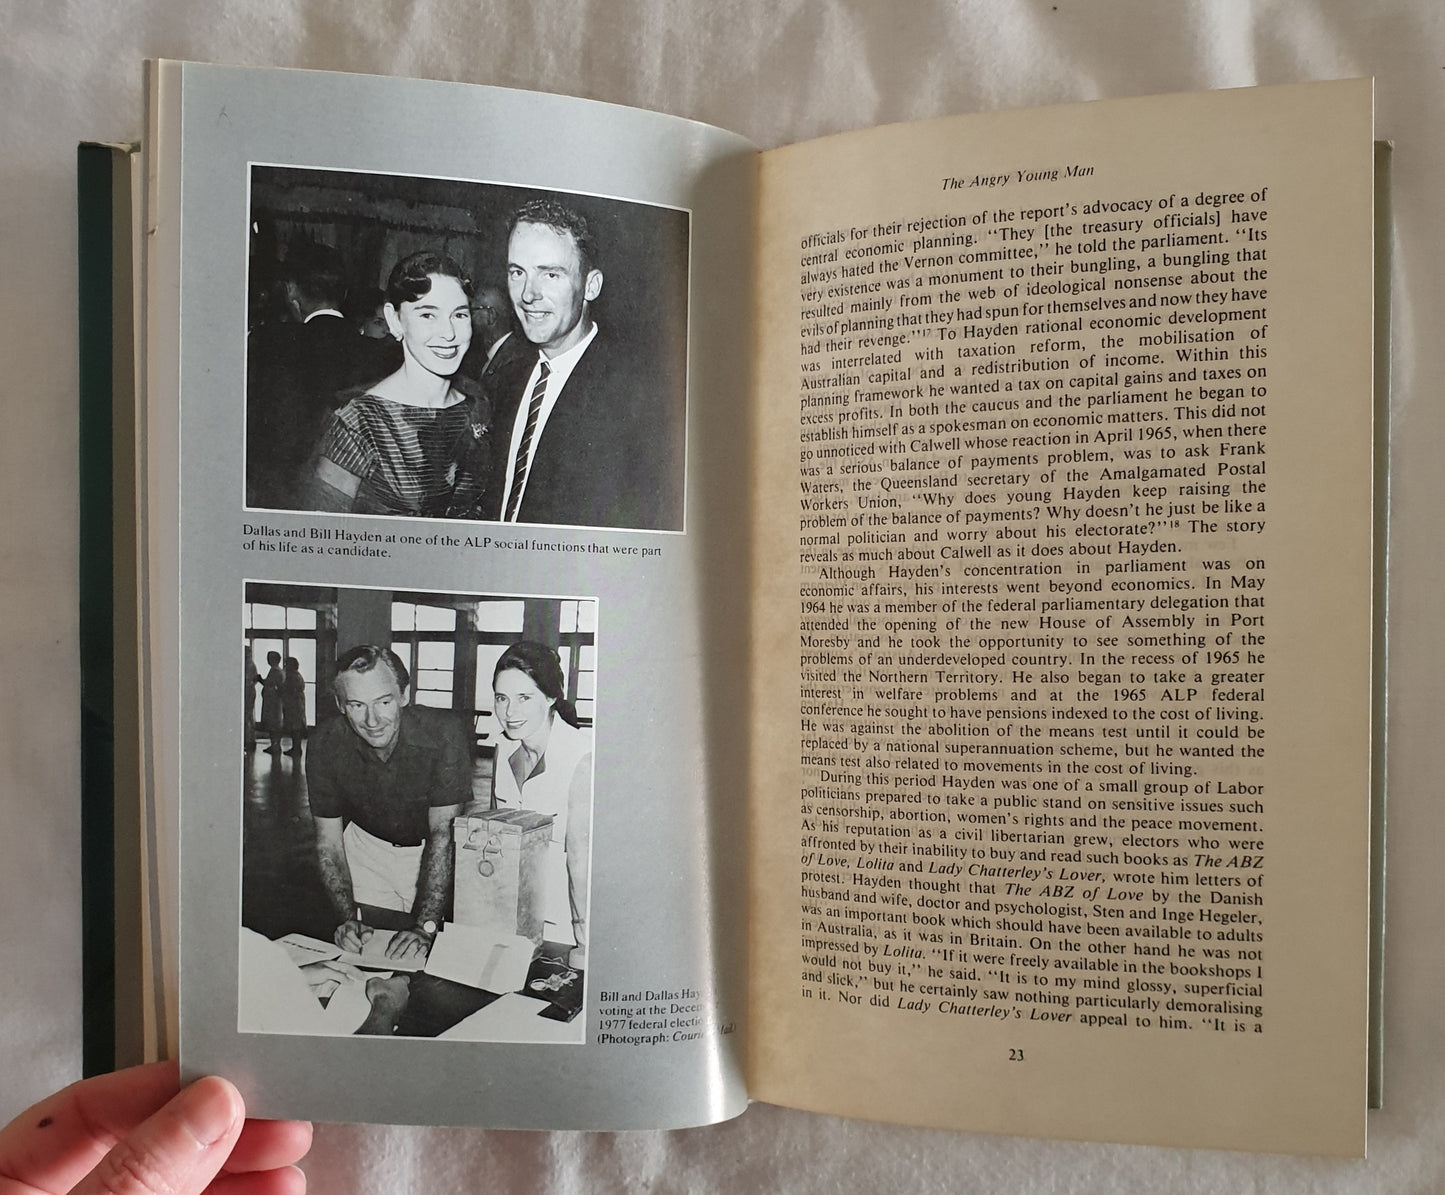 Dallas and Bill Hayden at one of the ALP social functions that were part
of his life as a candidate.
Bill and Dallas Hay
voting at the Decem
1977 federal electio
(Photograph: Courie Mail)
The Angry Young Man
officials for their rejection of the report's advocacy of a degree of
central economic planning. "They [the treasury officials] have
always hated the Vernon committee," he told the parliament. "Its
very existence was a monument to their bungling, a bungling that
resulted mainly from the web of ideological nonsense about the
evils of planning that they had spun for themselves and now they have
had their revenge."17 To Hayden rational economic development
was interrelated with taxation reform, the mobilisation of
Australian capital and a redistribution of income. Within this
planning framework he wanted a tax on capital gains and taxes on
excess profits. In both the caucus and the parliament he began to
establish himself as a spokesman on economic matters. This did not
go unnoticed with Calwell whose reaction in April 1965, when there
was a serious balance of payments problem, was to ask Frank
Waters, the Queensland secretary of the Amalgamated Postal
Workers Union, "Why does young Hayden keep raising the
problem of the balance of payments? Why doesn't he just be like a
normal politician and worry about his electorate?"18 The story
reveals as much about Calwell as it does about Hayden.
Although Hayden's concentration in parliament was on
economic affairs, his interests went beyond economics. In May
1964 he was a member of the federal parliamentary delegation that
attended the opening of the new House of Assembly in Port
Moresby and he took the opportunity to see something of the
problems of an underdeveloped country. In the recess of 1965 he
visited the Northern Territory. He also began to take a greater
interest in welfare problems and at the 1965 ALP federal
conference he sought to have pensions indexed to the cost of living.
He was against the abolition of the means test until it could be
replaced by a national superannuation scheme, but he wanted the
means test also related to movements in the cost of living.
During this period Hayden was one of a small group of Labor
politicians prepared to take a public stand on sensitive issues such
as censorship, abortion, women's rights and the peace movement.
As his reputation as a civil libertarian grew, electors who were
affronted by their inability to buy and read such books as The ABZ
of Love, Lolita and Lady Chatterley's Lover, wrote him letters of
protest. Hayden thought that The ABZ of Love by the Danish
husband and wife, doctor and psychologist, Sten and Inge Hegeler,
was an important book which should have been available to adults
in Australia, as it was in Britain. On the other hand he was not
impressed by Lolita. "If it were freely available in the bookshops I
would not buy it," he said. "It is to my mind glossy, superficial
and slick," but he certainly saw nothing particularly demoralising
in it. Nor did Lady Chatterley's Lover appeal to him. "It is a
23